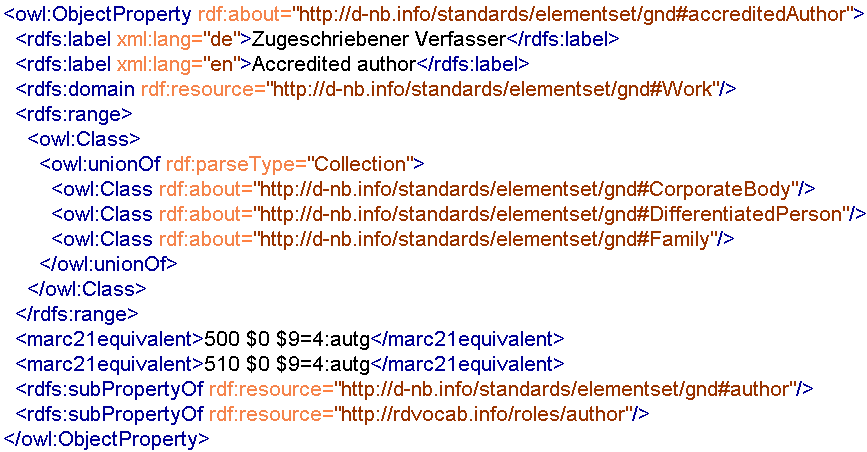 <owl:ObjectProperty rdf:about="http://d-nb.info/standards/elementset/gnd#accreditedAuthor">
<rdfs:label xml:lang="de">Zugeschriebener Verfasser</rdfs:label>
<rdfs:label xml:lang="en">Accredited author</rdfs:label>
<rdfs:domain rdf:resource="http://d-nb.info/standards/elementset/gnd#Work"/>
<rdfs:range>
<owl:Class>
<owl:unionOf rdf:parseType="Collection">
<owl:Class rdf:about="http://d-nb.info/standards/elementset/gnd#CorporateBody"/>
<owl:Class rdf:about="http://d-nb.info/standards/elementset/gnd#DifferentiatedPerson"/>
<owl:Class rdf:about="http://d-nb.info/standards/elementset/gnd#Family"/>
</owl:unionOf>
</owl:Class>
</rdfs:range>
<marc21equivalent>500 $0 $9=4:autg</marc21equivalent>
<marc21equivalent>510 $0 $9=4:autg</marc21equivalent>
<rdfs:subPropertyOf rdf:resource="http://d-nb.info/standards/elementset/gnd#author"/>
<rdfs:subPropertyOf rdf:resource="http://rdvocab.info/roles/author"/>
</owl:ObjectProperty>